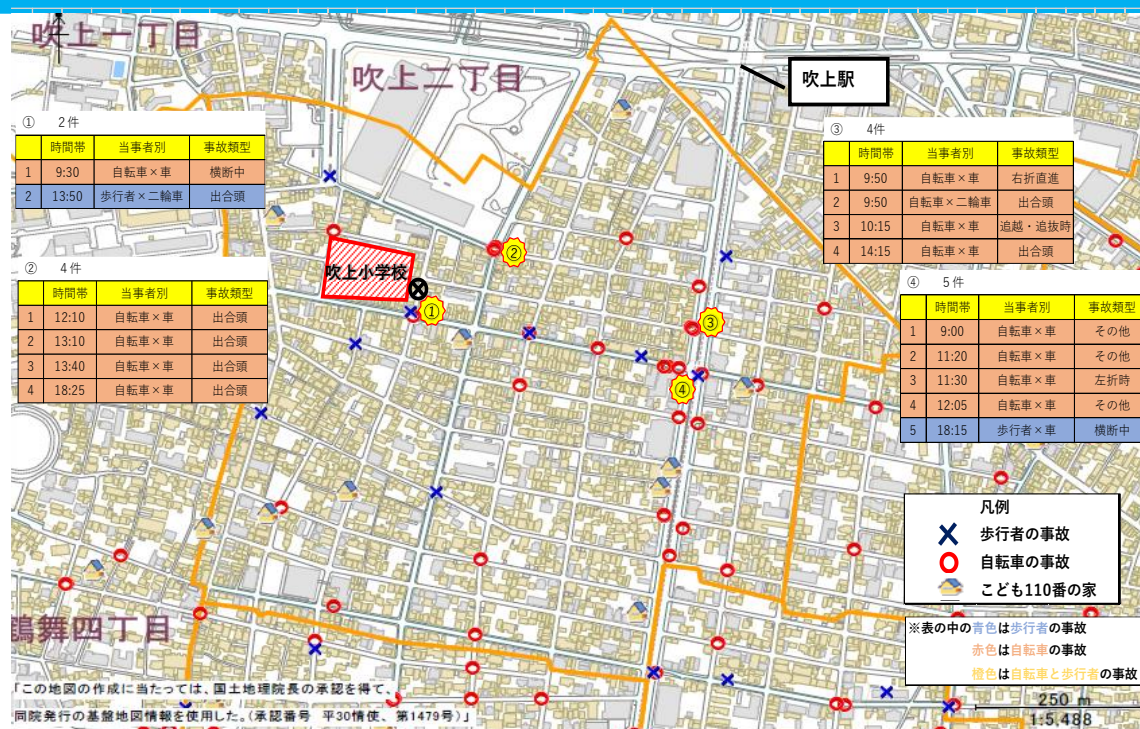 吹上一丁目
吹上二丁目
吹上駅
① 2件
時間帯 当事者別 事故類型
1 9:30 自転車×車 横断中
2 13:50 歩行者×二輪車 出合頭
③ 4件
時間帯 当事者別 事故類型
1 9:50 自転車×車 右折直進
2 9:50 自転車×二輪車 出合頭
3 10:15 自転車×車 追越・追抜時
4 14:15 自転車×車 出合頭
② 4件
時間帯 当事者別 事故類型
1 12:10 自転車×車 出合頭
2 13:10 自転車×車 出合頭
3 13:40 自転車×車 出合頭
4 18:25 自転車×車 出合頭
吹上小学校
②
①
③
④
④ 5件
時間帯 当事者別 事故類型
1 9:00 自転車×車 その他
2 11:20 自転車×車 その他
3 11:30 自転車×車 左折時
4 12:05 自転車×車 その他
5 18:15 歩行者×車 横断中
凡例
歩行者の事故
自転車の事故
こども110番の家
※表の中の青色は歩行者の事故
赤色は自転車の事故
橙色は自転車と歩行者の事故
鶴舞四丁目
「この地図の作成に当たっては、国土地理院長の承認を得て、
同院発行の基盤地図情報を使用した。(承認番号 平30情使、第1479号)」
250 m
1:5,488